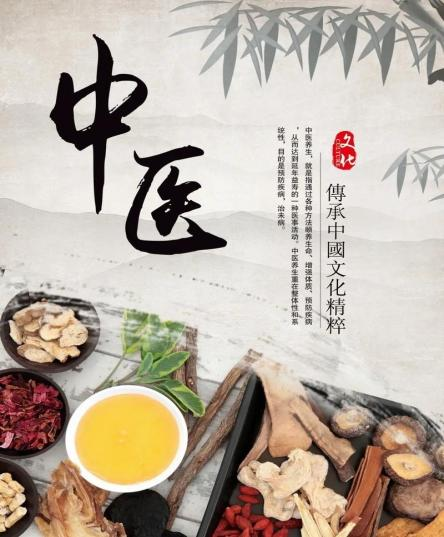 中医
文化
CULTURE
傳承中國文化精粹
中医养生，就是指通过各种方法颐养生命、增强体质、预防疾病
，从而达到延年益寿的一种医事活动。中医养生重在整体性和系
统性，目的是预防疾病，治未病。